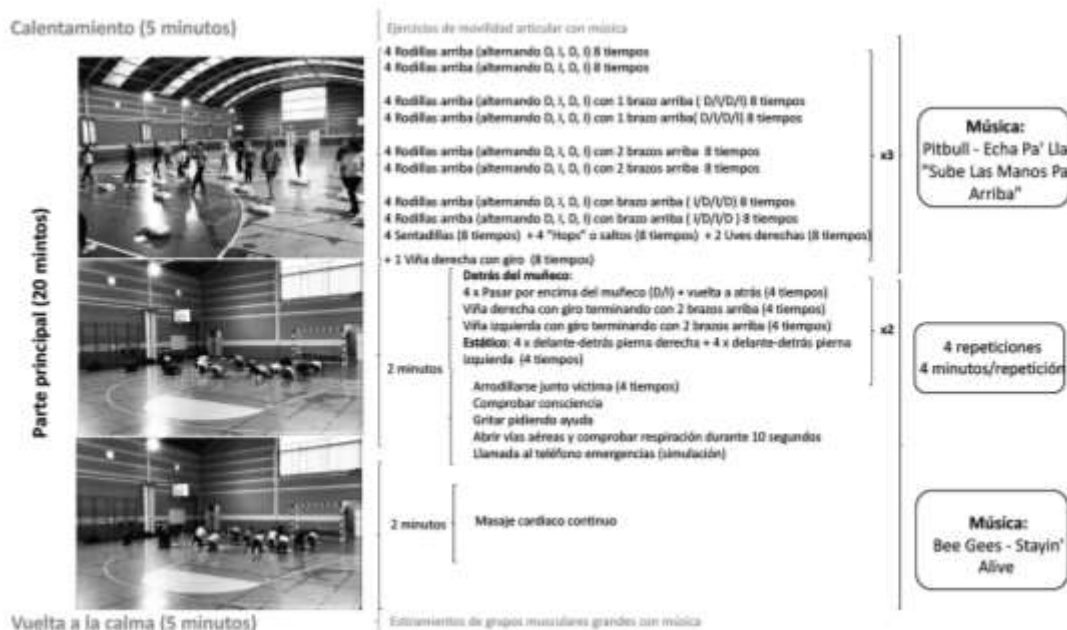 Calentamiento (5 minutos)
Ejercicios de movilidad articular con música
Parte principal (20 mintos)
4 Rodillas arriba (alternando D, I, D, I) 8 tiempos
4 Rodillas arriba (alternando D, I, D, I) 8 tiempos
4 Rodillas arriba (alternando D, I, D, I) con 1 brazo arriba ( D/I/D/I) 8 tiempos
4 Rodillas arriba (alternando D, I, D, I) con 1 brazo arriba( D/I/D/I) 8 tiempos
4 Rodillas arriba (alternando D, I, D, I) con 2 brazos arriba 8 tiempos
4 Rodillas arriba (alternando D, I, D, I) con 2 brazos arriba 8 tiempos
4 Rodillas arriba (alternando D, I, D, I) con brazo arriba ( I/D/I/D) 8 tiempos
4 Rodillas arriba (alternando D, I, D, I) con brazo arriba ( I/D/I/D ) 8 tiempos
4 Sentadillas (8 tiempos) + 4 "Hops" o saltos (8 tiempos) + 2 Uves derechas (8 tiempos)
+ 1 Viña derecha con giro (8 tiempos)
x3
Música:
Pitbull - Echa Pa' Lla
"Sube Las Manos Pa
Arriba"
2 minutos
Detrás del muñeco:
4 x Pasar por encima del muñeco (D/I) + vuelta a atrás (4 tiempos)
Viña derecha con giro terminando con 2 brazos arriba (4 tiempos)
Viña izquierda con giro terminando con 2 brazos arriba (4 tiempos)
Estático: 4 x delante-detrás pierna derecha + 4 x delante-detrás pierna
izquierda (4 tiempos)
x2
Arrodillarse junto víctima (4 tiempos)
Comprobar consciencia
Gritar pidiendo ayuda
Abrir vías aéreas y comprobar respiración durante 10 segundos
Llamada al teléfono emergencias (simulación)
4 repeticiones
4 minutos/repetición
2 minutos
Masaje cardiaco continuo
Música:
Bee Gees - Stayin'
Alive
Vuelta a la calma (5 minutos)
Estiramientos de grupos musculares grandes con música